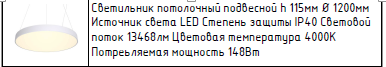 Светильник потолочный подвесной h 115мм Ø 1200мм
Источник света LED Степень защиты IP40 Световой
поток 13468лм Цветовая температура 4000К
Потребьляемая мощность 148Вт